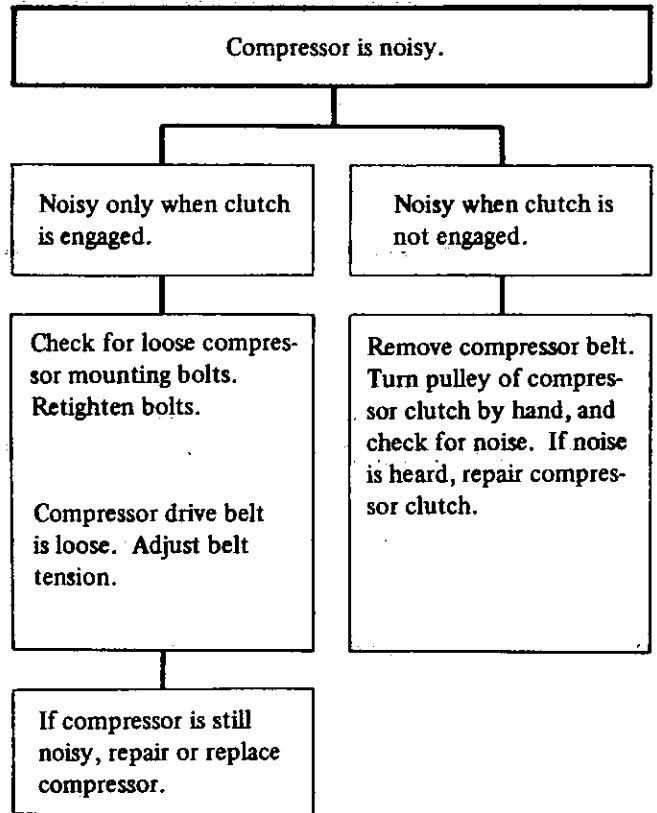 Compressor is noisy.
Noisy only when clutch
is engaged.
Noisy when clutch is
not engaged.
Check for loose compres-
sor mounting bolts.
Retighten bolts.
Compressor drive belt
is loose. Adjust belt
tension.
Remove compressor belt.
Turn pulley of compres-
sor clutch by hand, and
check for noise. If noise
is heard, repair compres-
sor clutch.
If compressor is still
noisy, repair or replace
compressor.